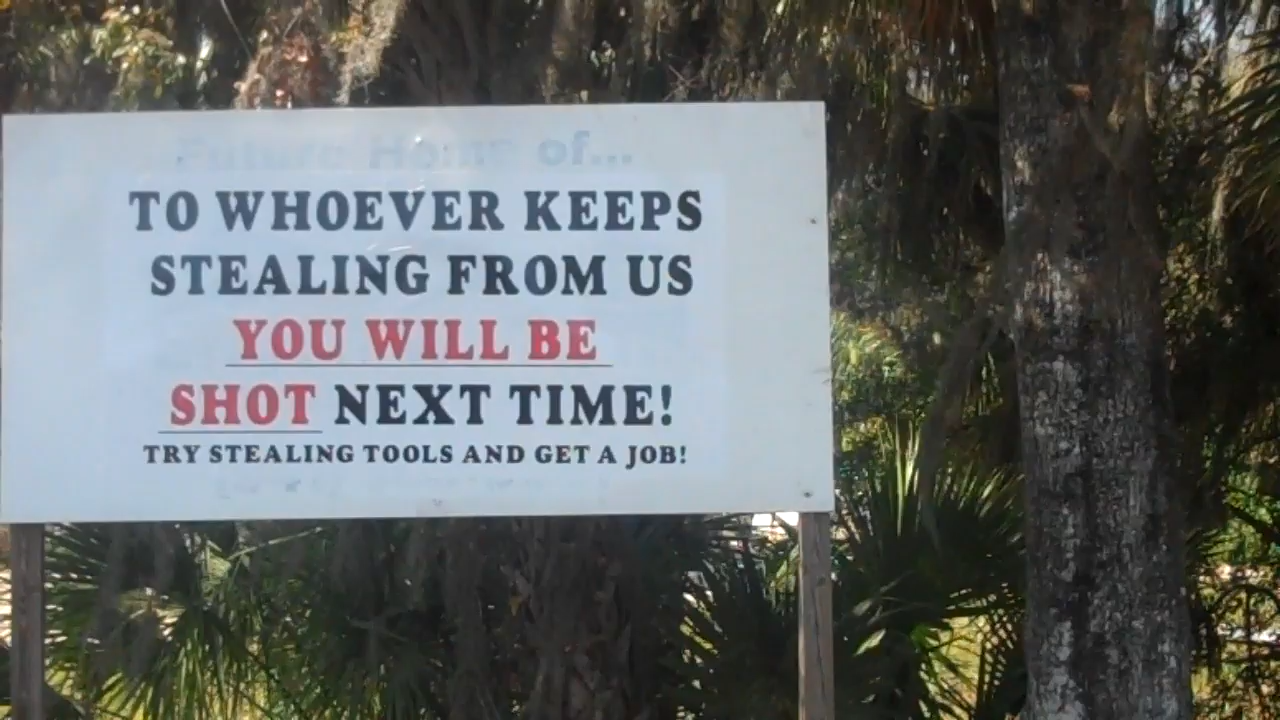 Future Home of...
TO WHOEVER KEEPS
STEALING FROM US
YOU WILL BE
SHOT NEXT TIME!
TRY STEALING TOOLS AND GET A JOB!